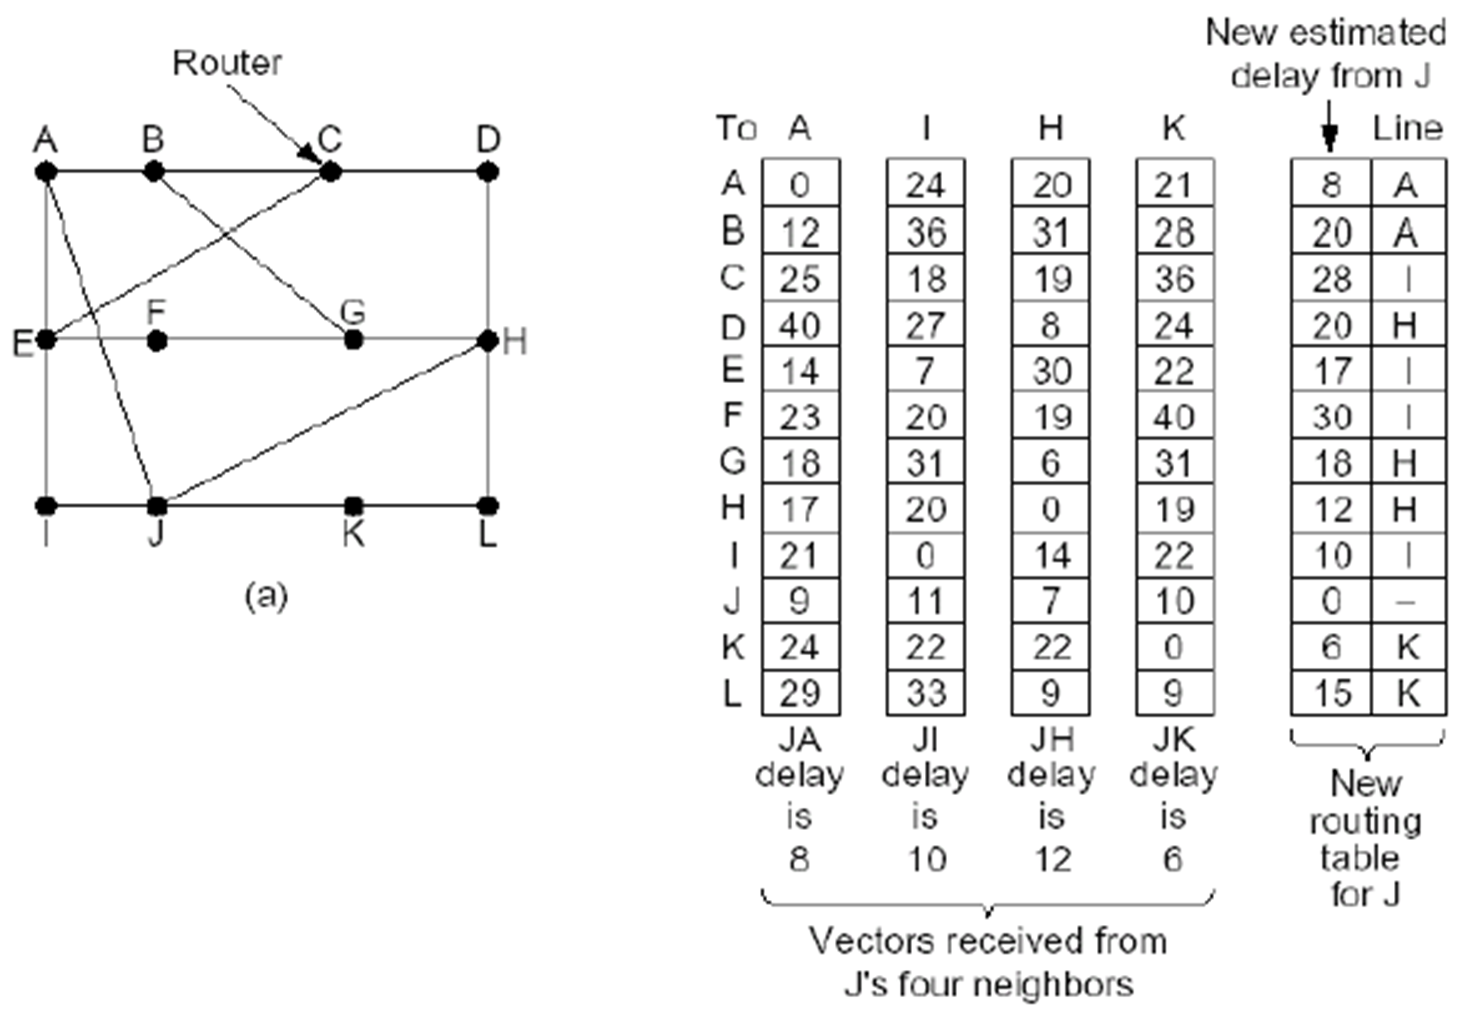 Router
A B C D
E F G H
I J K L
(a)
New estimated
delay from J
To A I H K Line
A 0 24 20 21 8 A
B 12 36 31 28 20 A
C 25 18 19 36 28 I
D 40 27 8 24 20 H
E 14 7 30 22 17 I
F 23 20 19 40 30 I
G 18 31 6 31 18 H
H 17 20 0 19 12 H
I 21 0 14 22 10 I
J 9 11 7 10 0 –
K 24 22 22 0 6 K
L 29 33 9 9 15 K
JA JI JH JK
delay delay delay delay
is is is is
8 10 12 6
Vectors received from
J's four neighbors
New
routing
table
for J